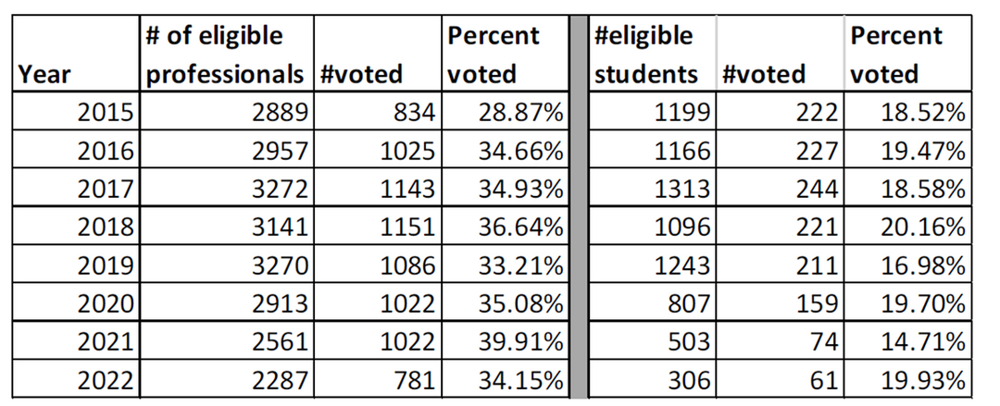 Year # of eligible professionals #voted Percent voted #eligible students #voted Percent voted
2015 2889 834 28.87% 1199 222 18.52%
2016 2957 1025 34.66% 1166 227 19.47%
2017 3272 1143 34.93% 1313 244 18.58%
2018 3141 1151 36.64% 1096 221 20.16%
2019 3270 1086 33.21% 1243 211 16.98%
2020 2913 1022 35.08% 807 159 19.70%
2021 2561 1022 39.91% 503 74 14.71%
2022 2287 781 34.15% 306 61 19.93%